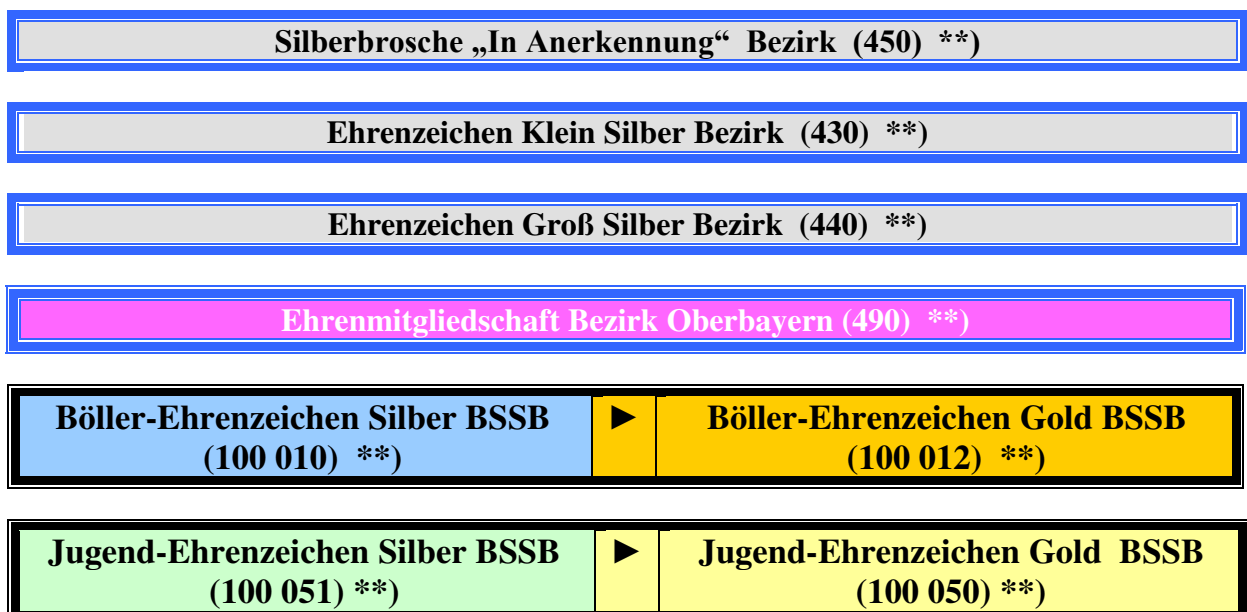 Silberbrosche „In Anerkennung“ Bezirk (450) **)
Ehrenzeichen Klein Silber Bezirk (430) **)
Ehrenzeichen Groß Silber Bezirk (440) **)
Ehrenmitgliedschaft Bezirk Oberbayern (490) **)
Böller-Ehrenzeichen Silber BSSB ► Böller-Ehrenzeichen Gold BSSB
(100 010) **) (100 012) **)
Jugend-Ehrenzeichen Silber BSSB ► Jugend-Ehrenzeichen Gold BSSB
(100 051) **) (100 050) **)